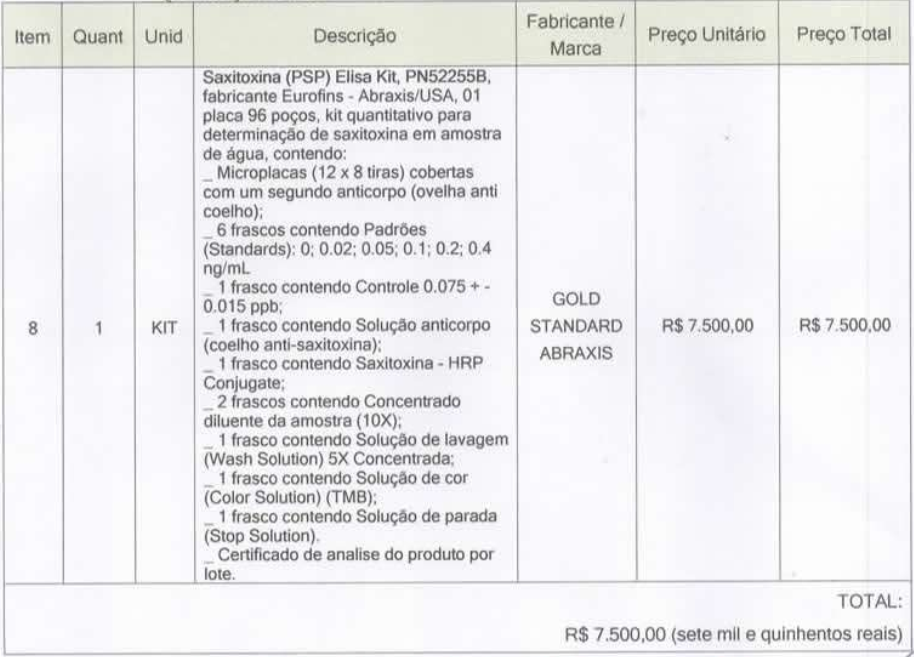 Item Quant Unid Descrição Fabricante / Marca Preço Unitário Preço Total
Saxitoxina (PSP) Elisa Kit, PN52255B,
fabricante Eurofins - Abraxis/USA, 01
placa 96 poços, kit quantitativo para
determinação de saxitoxina em amostra
de água, contendo:
_ Microplacas (12 x 8 tiras) cobertas
com um segundo anticorpo (ovelha anti
coelho);
_ 6 frascos contendo Padrões
(Standards): 0; 0.02; 0.05; 0.1; 0.2; 0.4
ng/mL
_ 1 frasco contendo Controle 0.075 + -
0.015 ppb;
_ 1 frasco contendo Solução anticorpo
(coelho anti-saxitoxina);
_ 1 frasco contendo Saxitoxina - HRP
Conjugate;
_ 2 frascos contendo Concentrado
diluente da amostra (10X);
_ 1 frasco contendo Solução de lavagem
(Wash Solution) 5X Concentrada;
_ 1 frasco contendo Solução de cor
(Color Solution) (TMB);
_ 1 frasco contendo Solução de parada
(Stop Solution).
_ Certificado de analise do produto por
lote.
8 1 KIT
GOLD
STANDARD
ABRAXIS
R$ 7.500,00 R$ 7.500,00
TOTAL:
R$ 7.500,00 (sete mil e quinhentos reais)